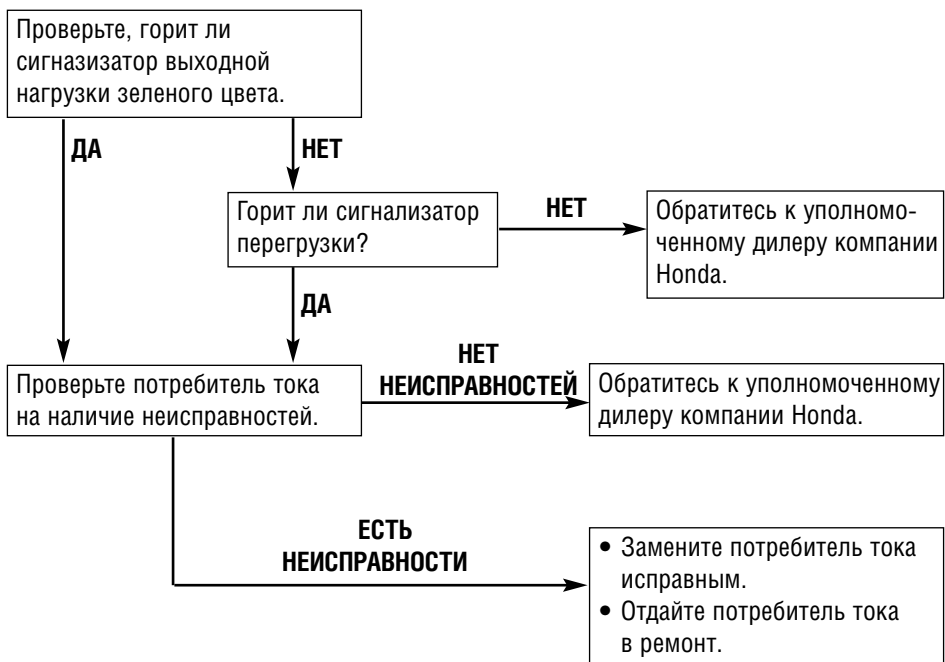 Проверьте, горит ли
сигназизатор выходной
нагрузки зеленого цвета.
ДА
НЕТ
Горит ли сигнализатор
перегрузки?
НЕТ
Обратитесь к уполномо-
ченному дилеру компании
Honda.
ДА
Проверьте потребитель тока
на наличие неисправностей.
НЕТ
НЕИСПРАВНОСТЕЙ
Обратитесь к уполномоченному
дилеру компании Honda.
ЕСТЬ
НЕИСПРАВНОСТИ
• Замените потребитель тока
исправным.
• Отдайте потребитель тока
в ремонт.